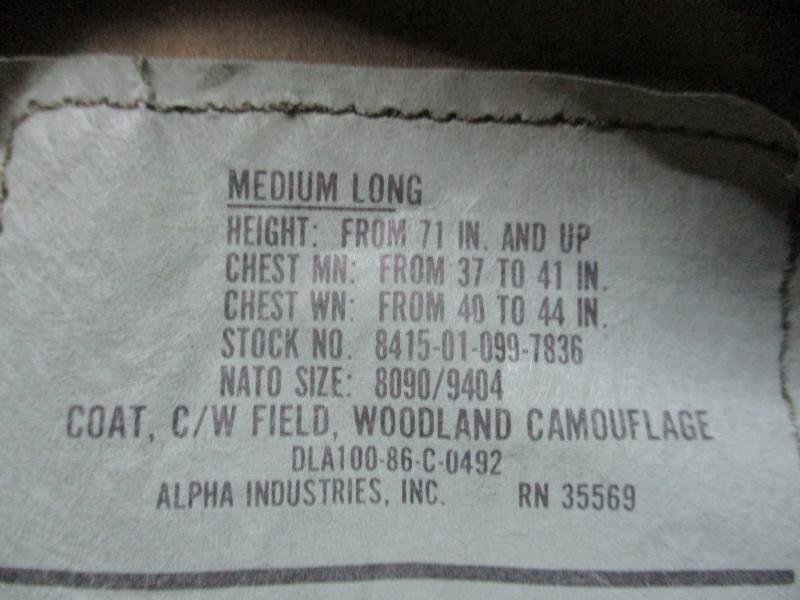 MEDIUM LONG
HEIGHT: FROM 71 IN. AND UP
CHEST MN: FROM 37 TO 41 IN.
CHEST WN: FROM 40 TO 44 IN.
STOCK NO. 8415-01-099-7836
NATO SIZE: 8090/9404
COAT, C/W FIELD, WOODLAND CAMOUFLAGE
DLA100-86-C-0492
ALPHA INDUSTRIES, INC. RN 35569